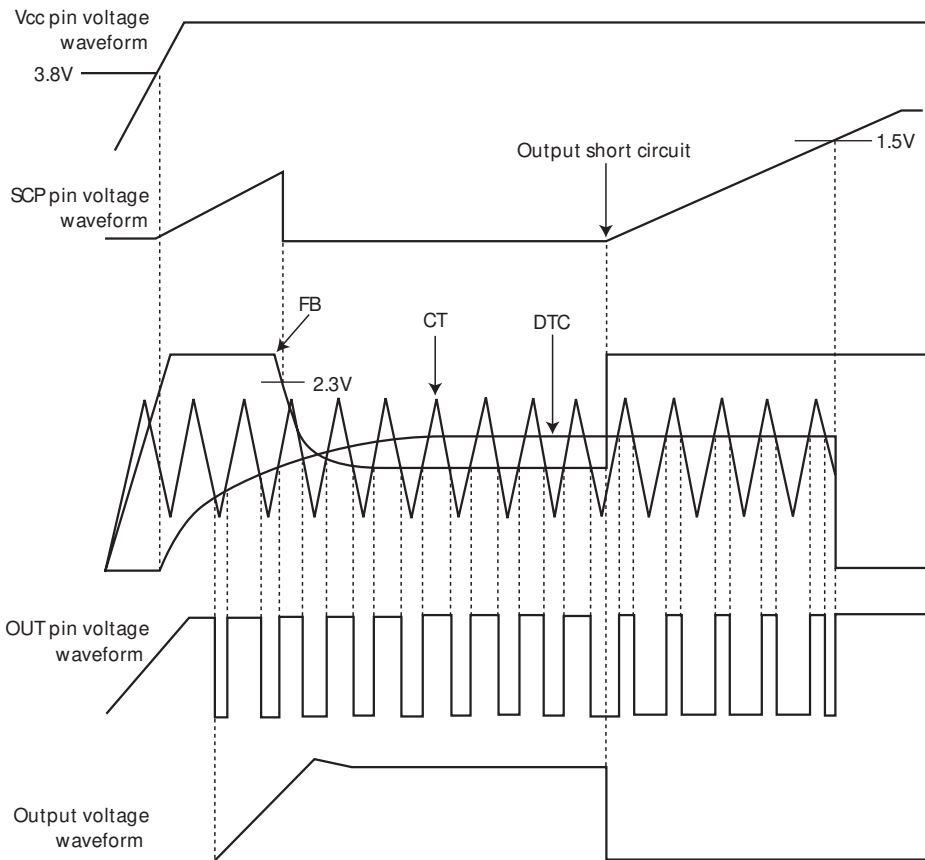 Vcc pin voltage
waveform
3.8V
Output short circuit
1.5V
SCP pin voltage
waveform
FB
CT
DTC
2.3V
OUT pin voltage
waveform
Output voltage
waveform